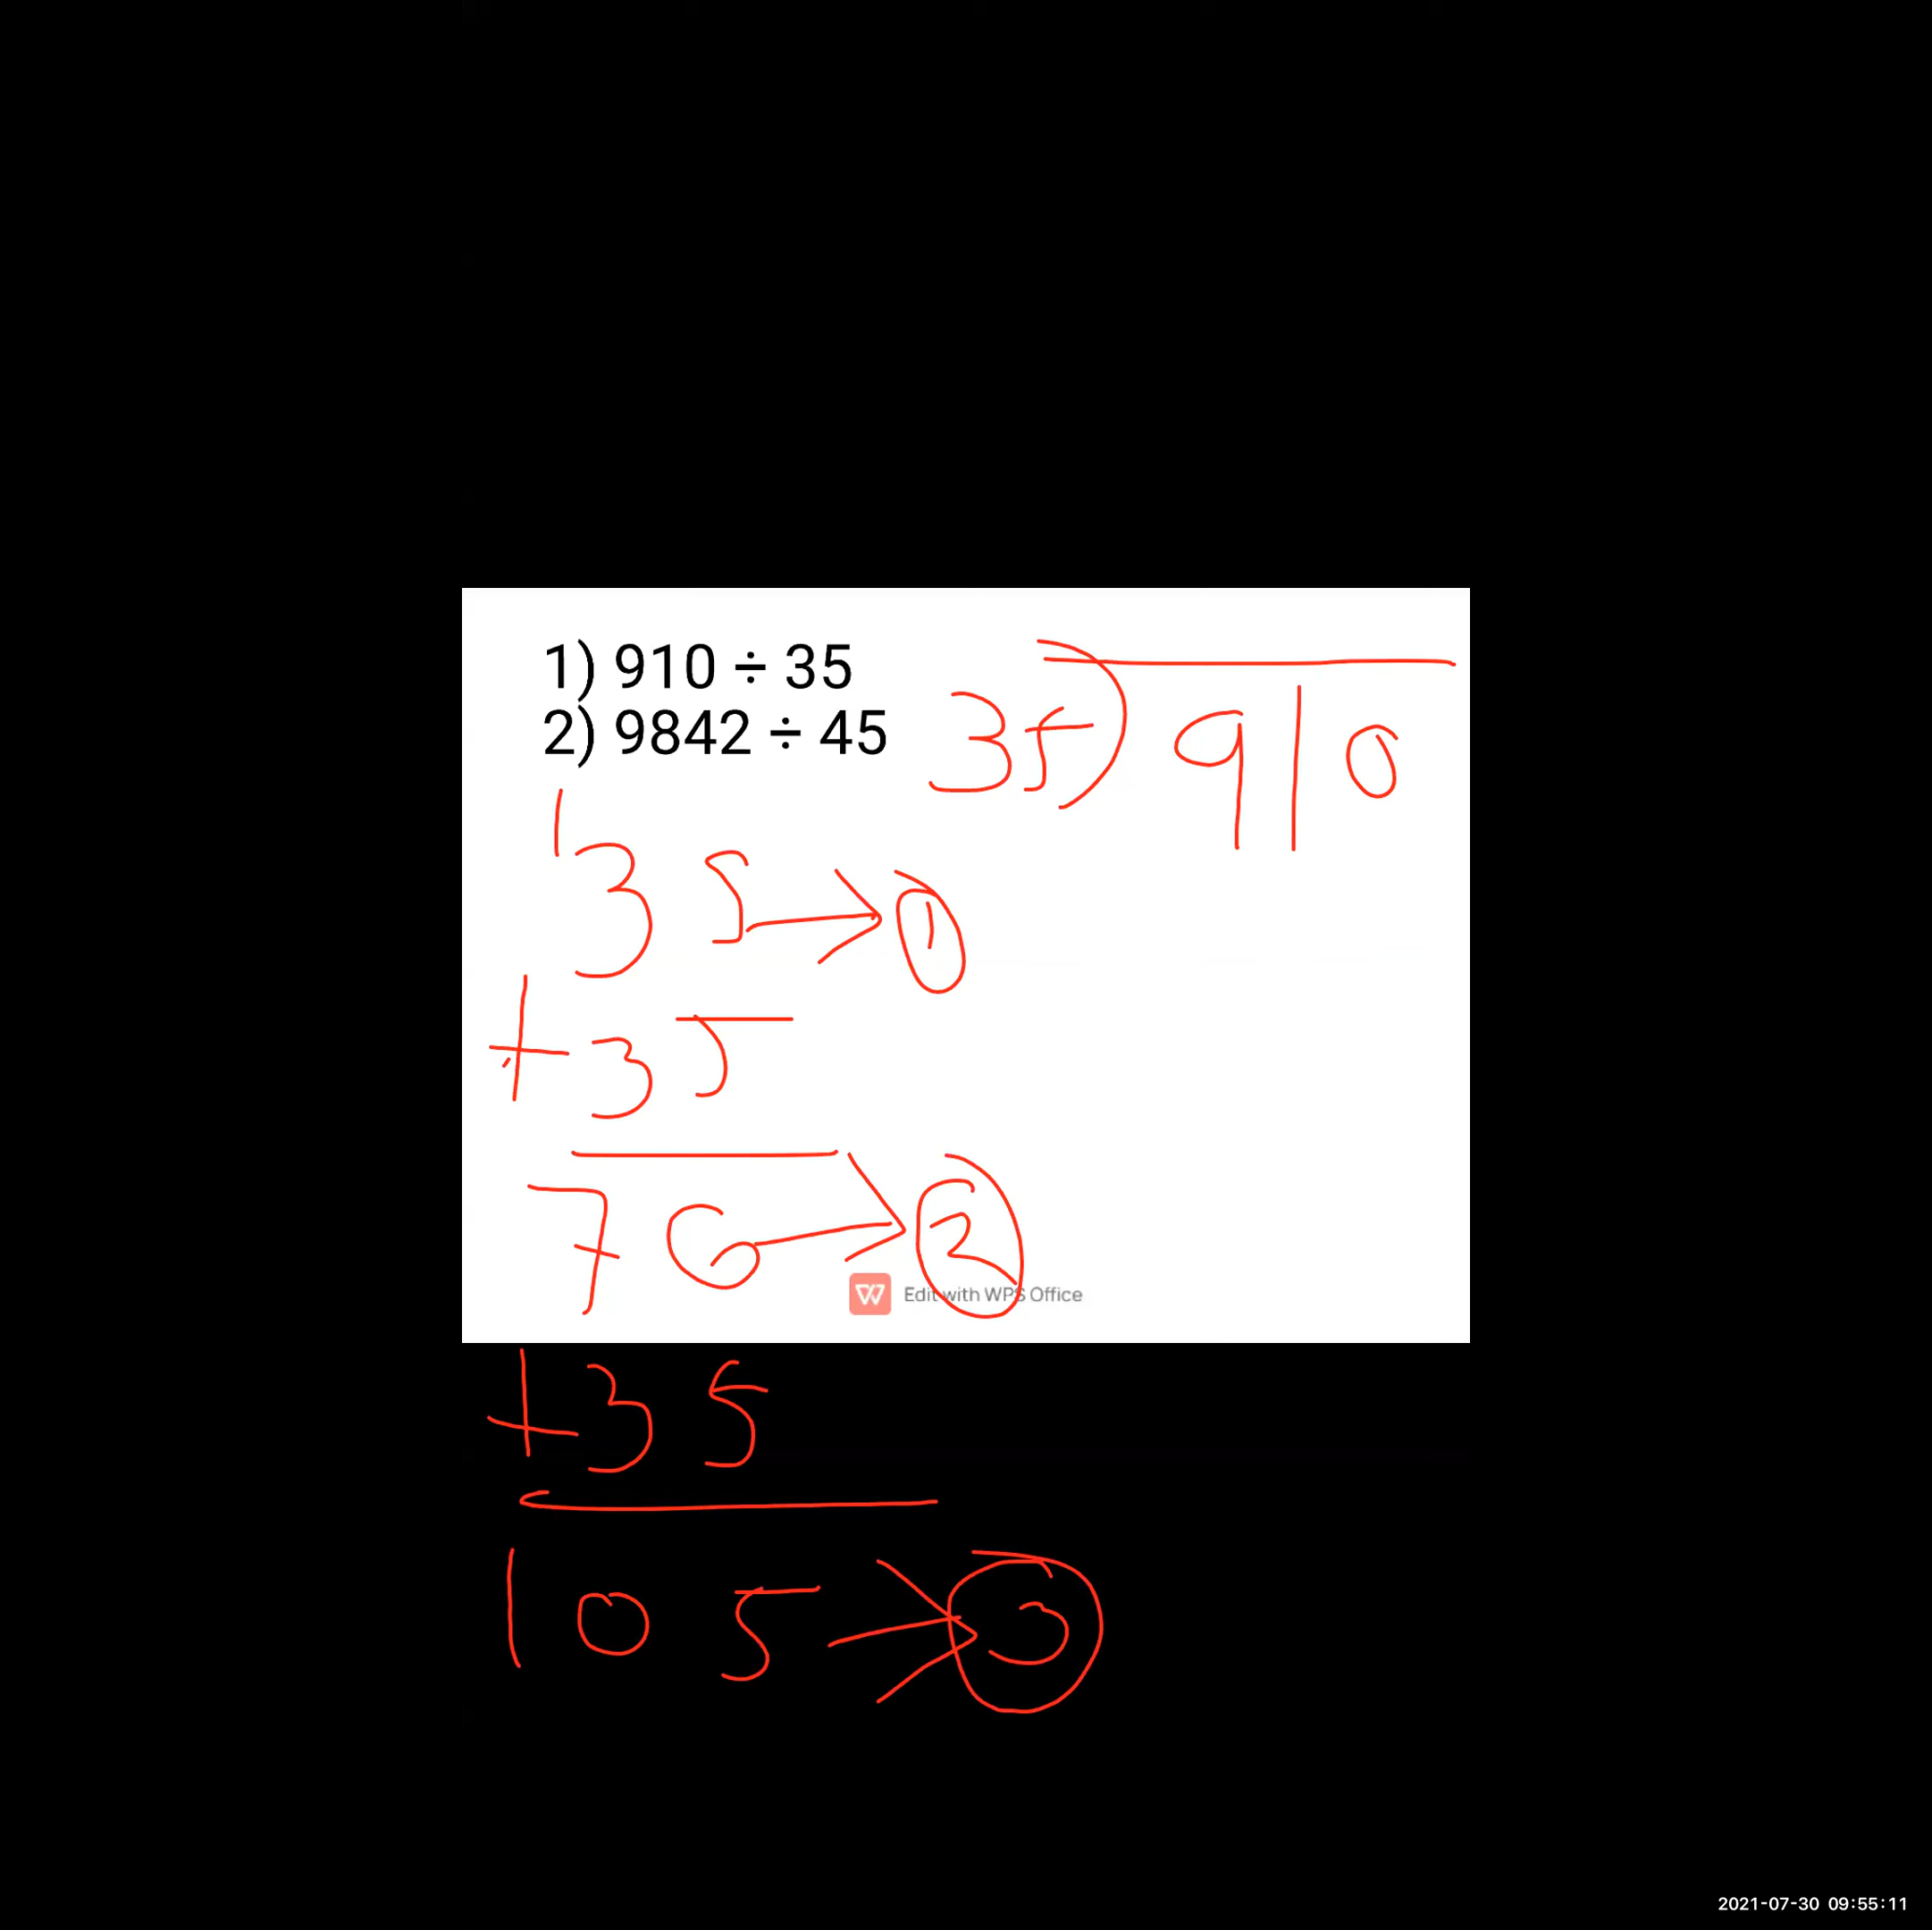 1) 910 ÷ 35
2) 9842 ÷ 45
35) 910
1
35 → 1
+ 35
70 → 2
Edit with WPS Office
+ 35
105 → 3
2021-07-30 09:55:11